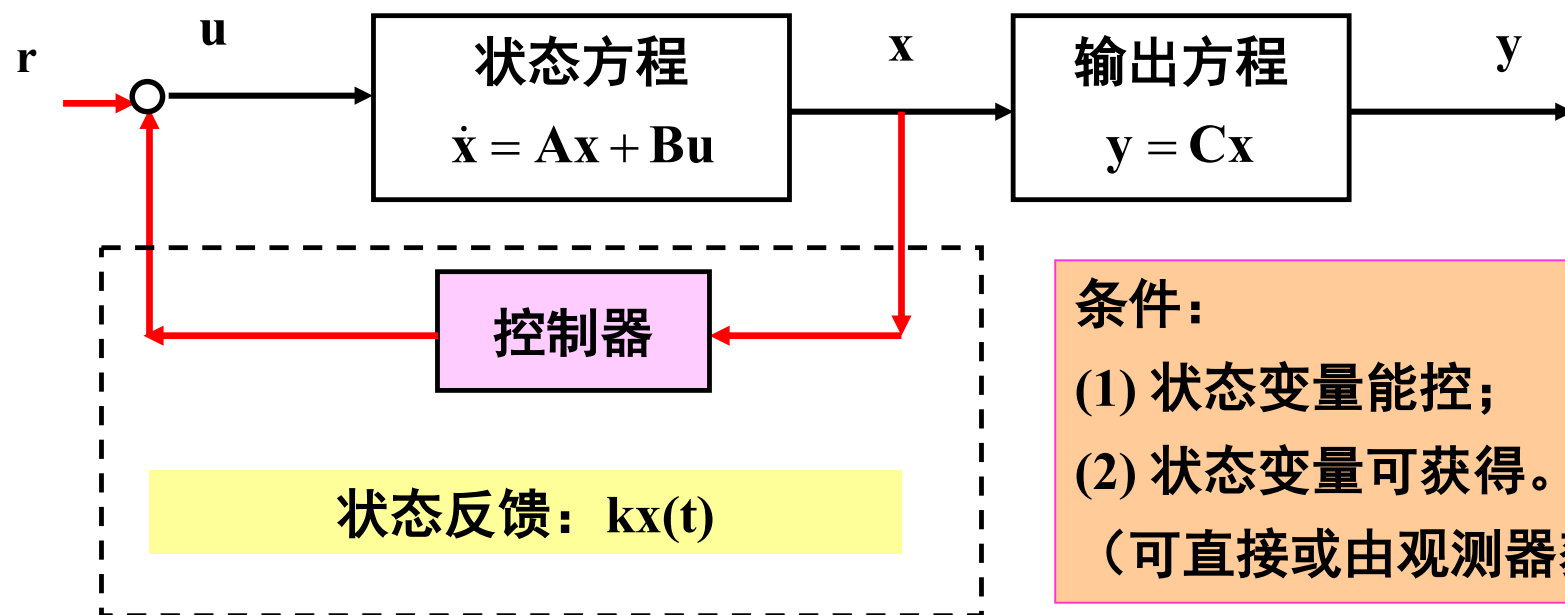 r
u
状态方程
ẋ = Ax + Bu
x
输出方程
y = Cx
y
控制器
状态反馈：kx(t)
条件：
(1) 状态变量能控；
(2) 状态变量可获得。
（可直接或由观测器